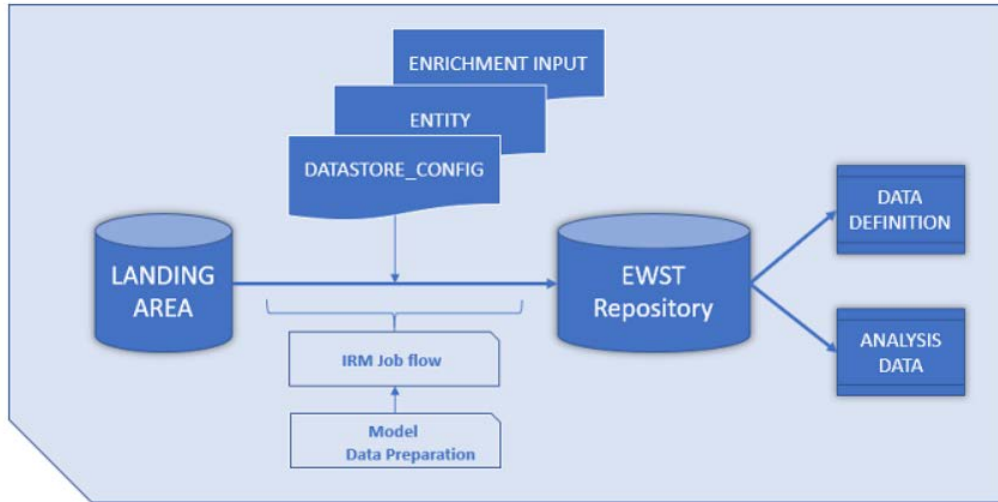 ENRICHMENT INPUT
ENTITY
DATASTORE_CONFIG
LANDING
AREA
EWST
Repository
DATA
DEFINITION
ANALYSIS
DATA
IRM Job flow
Model
Data Preparation